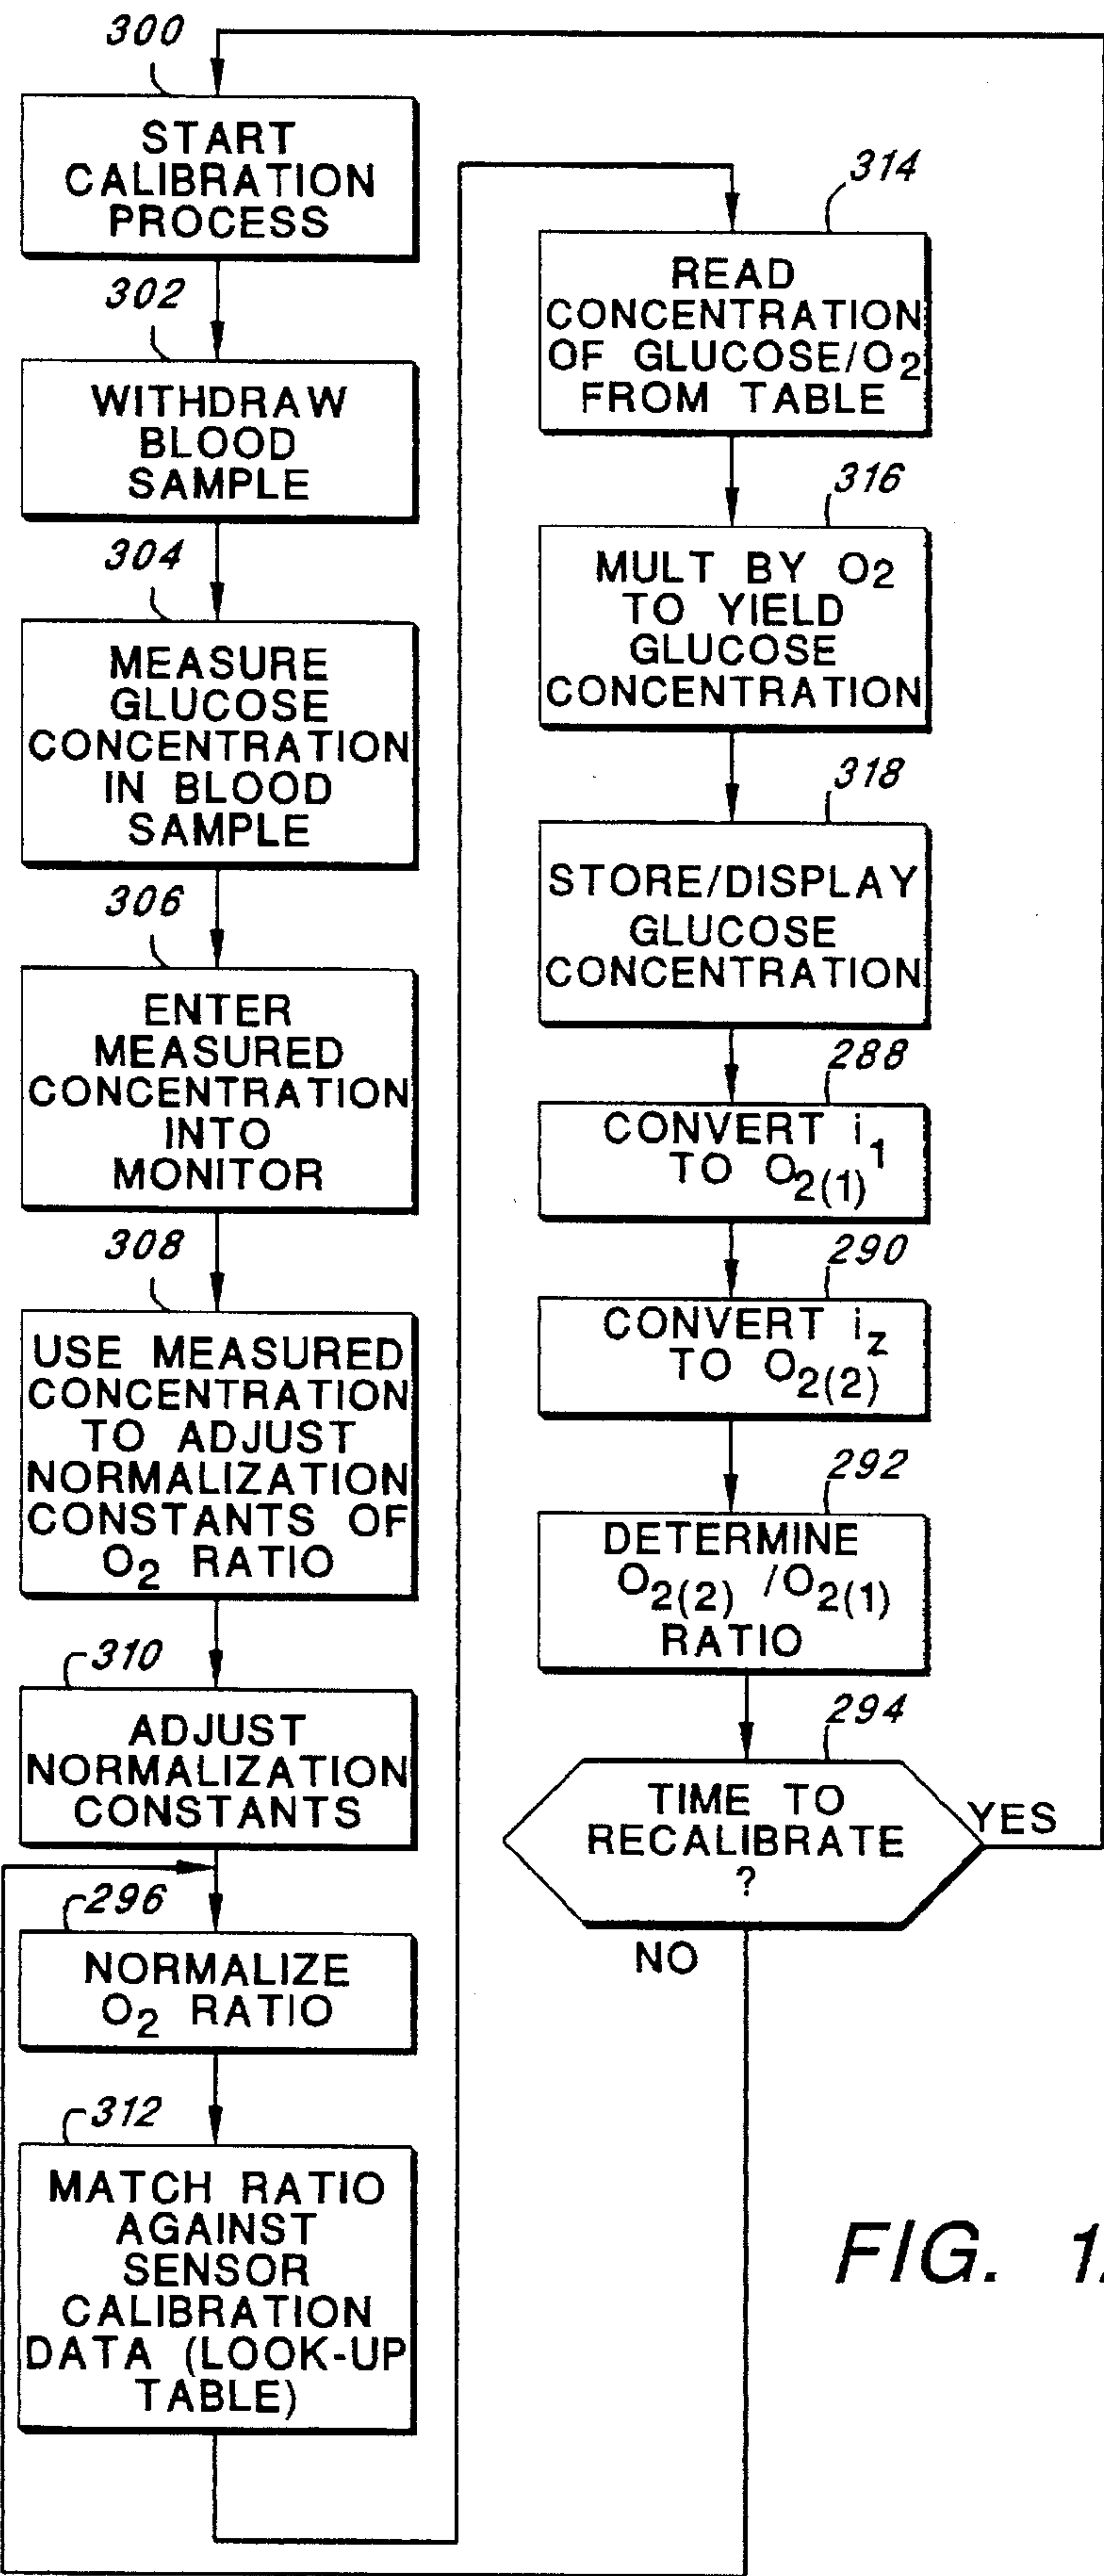 300
START
CALIBRATION
PROCESS
302
WITHDRAW
BLOOD
SAMPLE
304
MEASURE
GLUCOSE
CONCENTRATION
IN BLOOD
SAMPLE
306
ENTER
MEASURED
CONCENTRATION
INTO
MONITOR
308
USE MEASURED
CONCENTRATION
TO ADJUST
NORMALIZATION
CONSTANTS OF
O₂ RATIO
310
ADJUST
NORMALIZATION
CONSTANTS
296
NORMALIZE
O₂ RATIO
312
MATCH RATIO
AGAINST
SENSOR
CALIBRATION
DATA (LOOK-UP
TABLE)
314
READ
CONCENTRATION
OF GLUCOSE/O₂
FROM TABLE
316
MULT BY O₂
TO YIELD
GLUCOSE
CONCENTRATION
318
STORE/DISPLAY
GLUCOSE
CONCENTRATION
288
CONVERT i₁
TO O₂₍₁₎
290
CONVERT i_z
TO O₂₍₂₎
292
DETERMINE
O₂₍₂₎ /O₂₍₁₎
RATIO
294
TIME TO
RECALIBRATE
?
YES
NO
FIG. 1